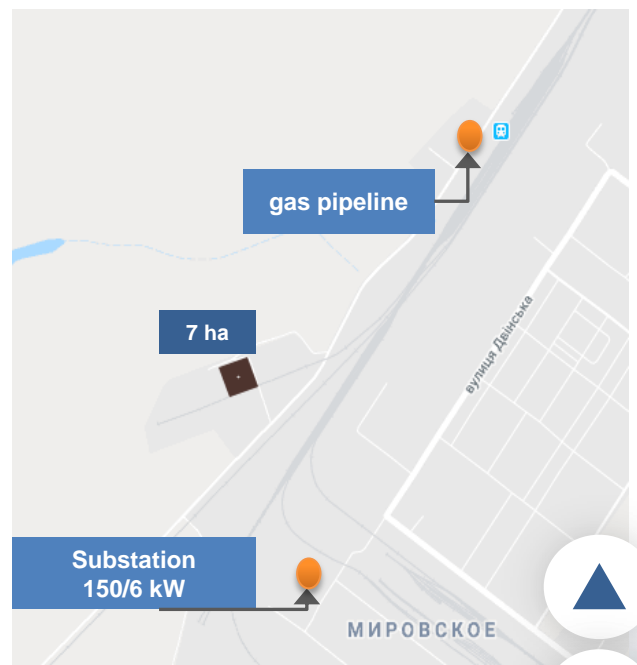 gas pipeline
7 ha
вулиця Двінська
Substation
150/6 kW
МИРОВСКОЕ